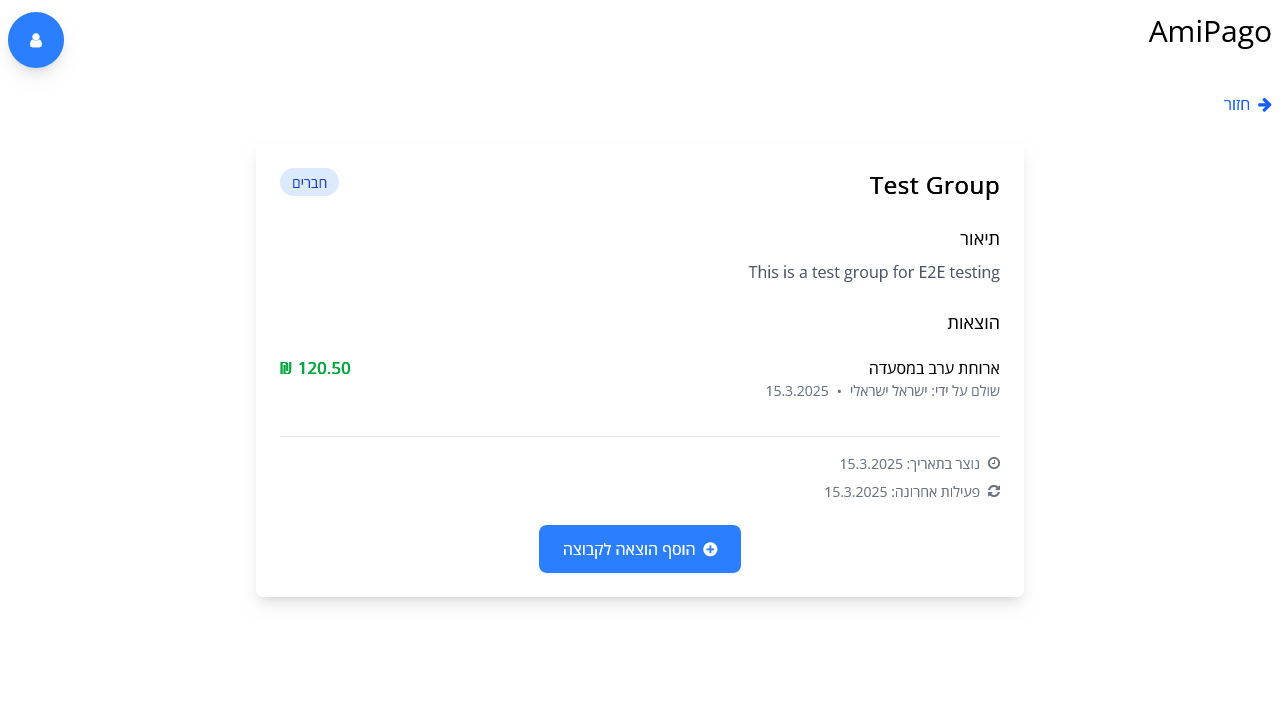 AmiPago
חזור
Test Group
חברים
תיאור
This is a test group for E2E testing
הוצאות
ארוחת ערב במסעדה
120.50 ₪
שולם על ידי: ישראל ישראלי • 15.3.2025
נוצר בתאריך: 15.3.2025
פעילות אחרונה: 15.3.2025
הוסף הוצאה לקבוצה